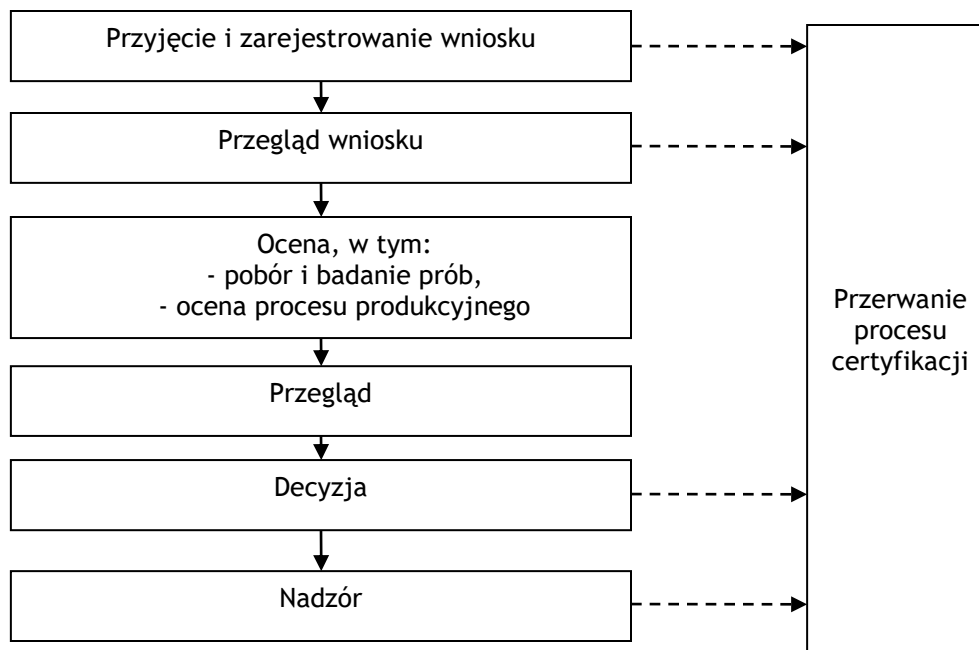 Przyjęcie i zarejestrowanie wniosku
Przegląd wniosku
Ocena, w tym:
- pobór i badanie prób,
- ocena procesu produkcyjnego
Przegląd
Decyzja
Nadzór
Przerwanie
procesu
certyfikacji